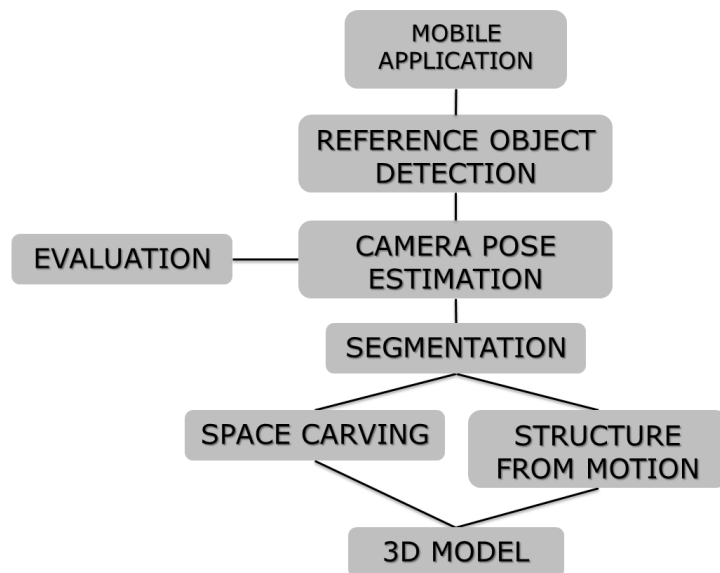 MOBILE
APPLICATION
REFERENCE OBJECT
DETECTION
EVALUATION
CAMERA POSE
ESTIMATION
SEGMENTATION
SPACE CARVING
STRUCTURE
FROM MOTION
3D MODEL